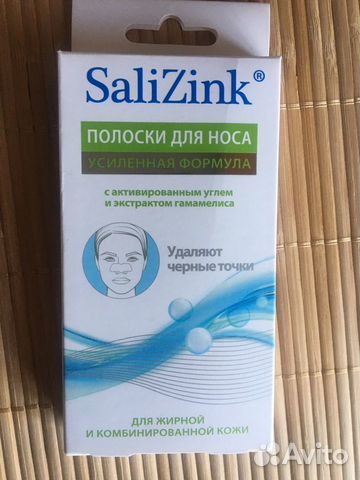 SaliZink®
ПОЛОСКИ ДЛЯ НОСА
УСИЛЕННАЯ ФОРМУЛА
с активированным углем
и экстрактом гамамелиса
Удаляют
черные точки
ДЛЯ ЖИРНОЙ
И КОМБИНИРОВАННОЙ КОЖИ
Avito